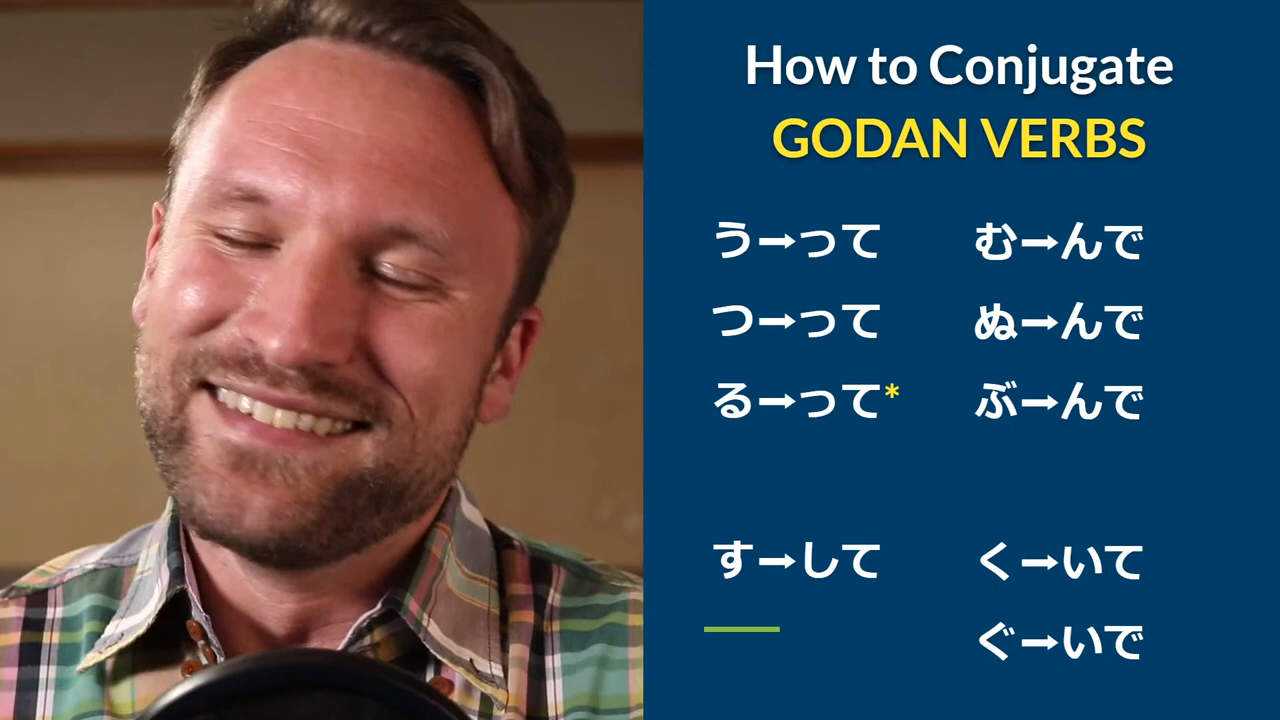 How to Conjugate
GODAN VERBS
う→って
つ→って
る→って*
む→んで
ぬ→んで
ぶ→んで
す→して
く→いて
ぐ→いで